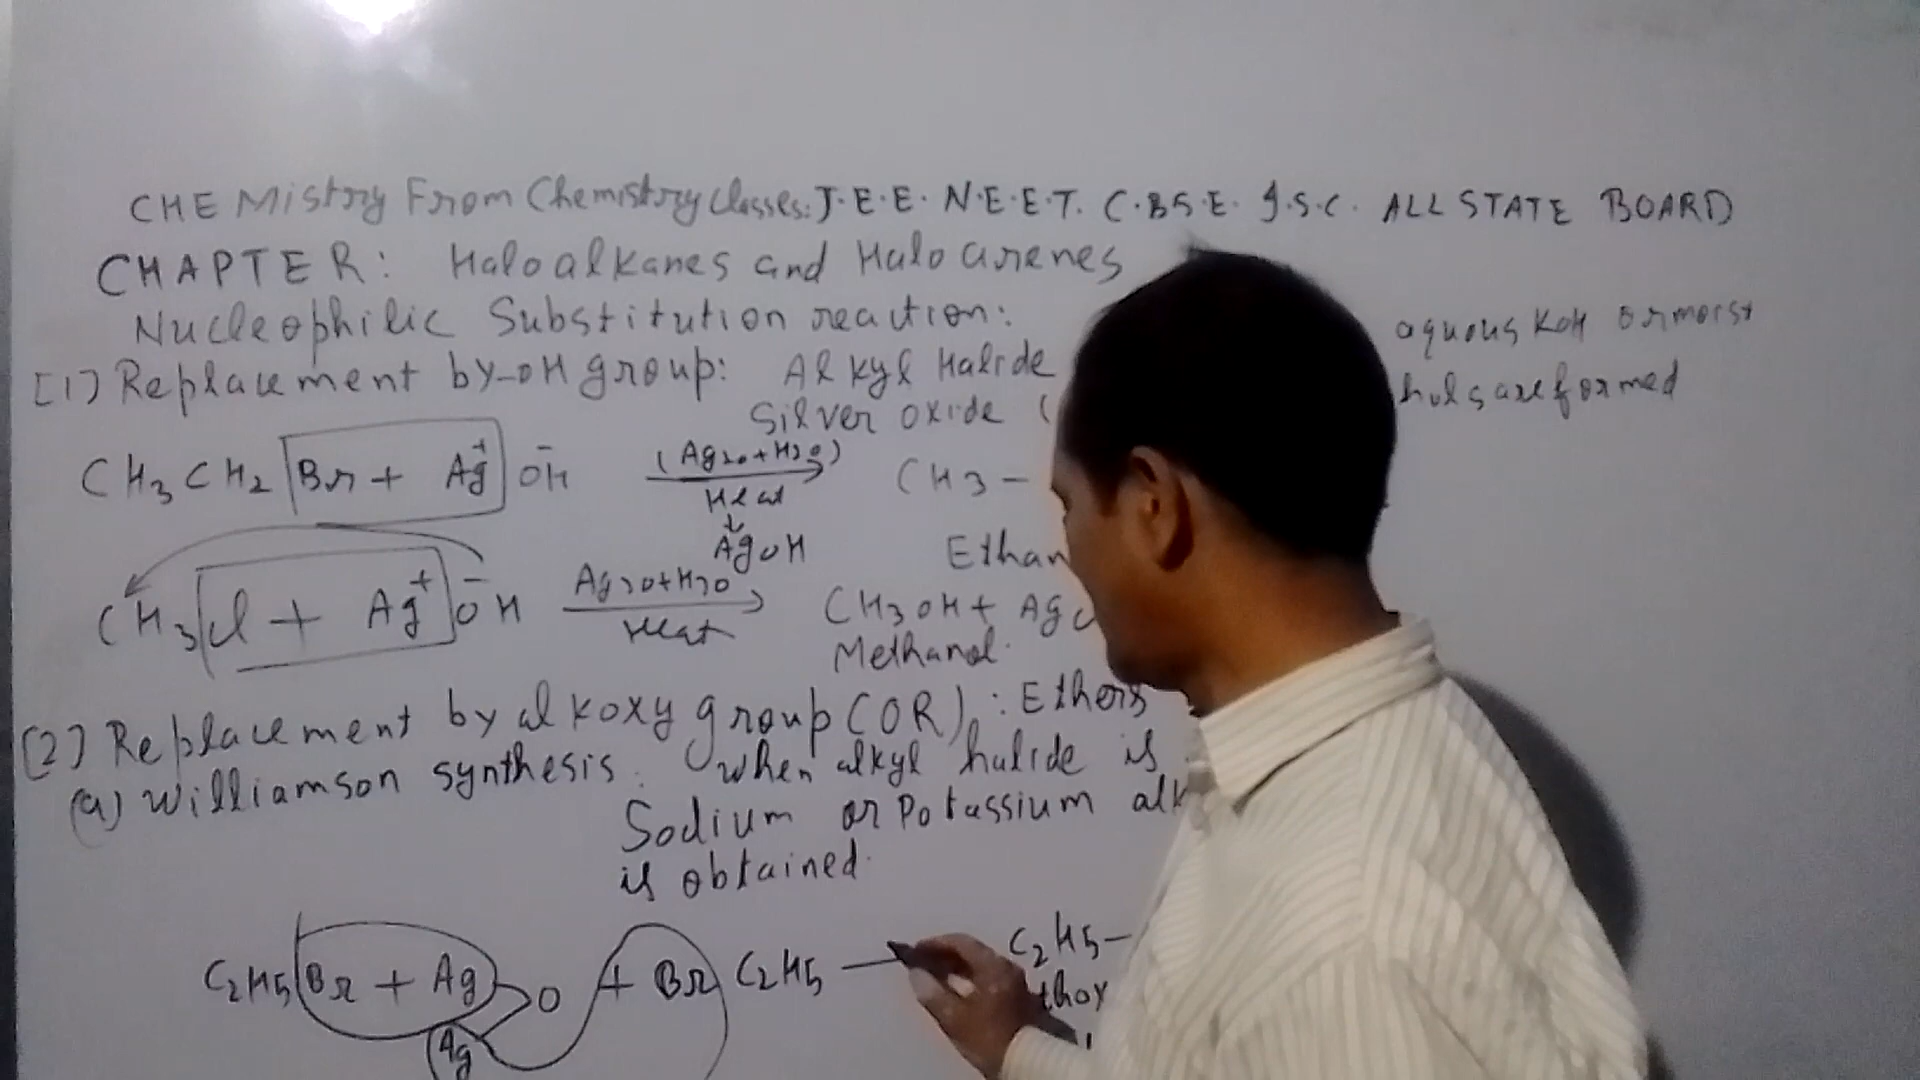 CHEMistry From Chemistry Classes: J.E.E. N.E.E.T. C.B.S.E. I.S.C. ALL STATE BOARD
CHAPTER: Haloalkanes and Haloarenes
Nucleophilic Substitution reaction:
[1] Replacement by -OH group: Alkyl Halide aquous KOH or moist
Silver oxide ( hols are formed
CH3CH2 Br + Ag+ OH- (Ag2O+H2O) Heat CH3 -
AgOH Ethan
CH3 Cl + Ag+ OH- Ag2O+H2O Heat CH3OH + Ag
Methanol.
[2] Replacement by alkoxy group (OR): Ethers
(a) Williamson synthesis. When alkyl halide is
Sodium or Potassium alk
is obtained.
C2H5 Br + Ag O + Br C2H5 — C2H5-
Ag thox